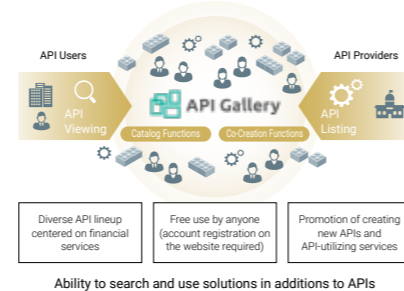 API Users
API Providers
API Gallery
API
Viewing
API
Listing
Catalog Functions
Co-Creation Functions
Diverse API lineup
centered on financial
services
Free use by anyone
(account registration on
the website required)
Promotion of creating
new APIs and
API-utilizing services
Ability to search and use solutions in additions to APIs